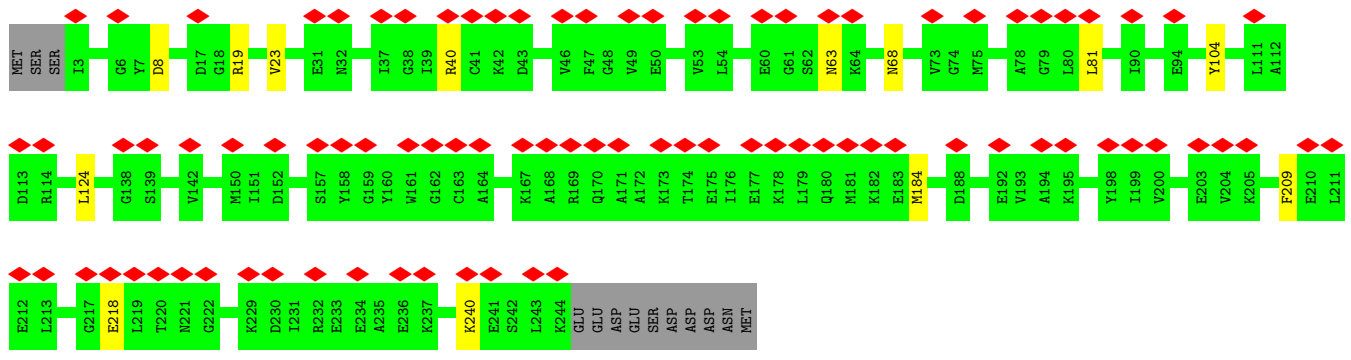 MET SER SER I3 G6 Y7 D8 D17 G18 R19 V23 E31 N32 I37 G38 I39 R40 C41 K42 D43 V46 F47 G48 V49 E50 V53 L54 E60 G61 S62 N63 K64 N68 V73 G74 M75 A78 G79 L80 L81 I90 E94 Y104 L111 A112
D113 R114 L124 G138 S139 V142 M150 I151 D152 S157 Y158 G159 Y160 W161 G162 C163 A164 K167 A168 R169 Q170 A171 A172 K173 T174 E175 I176 E177 K178 L179 Q180 M181 K182 E183 M184 D188 E192 V193 A194 K195 Y198 I199 V200 E203 V204 K205 F209 E210 L211
E212 L213 G217 E218 L219 T220 N221 G222 K229 D230 I231 R232 E233 E234 A235 E236 K237 K240 E241 S242 L243 K244 GLU GLU ASP GLU SER ASP ASP ASP ASN MET